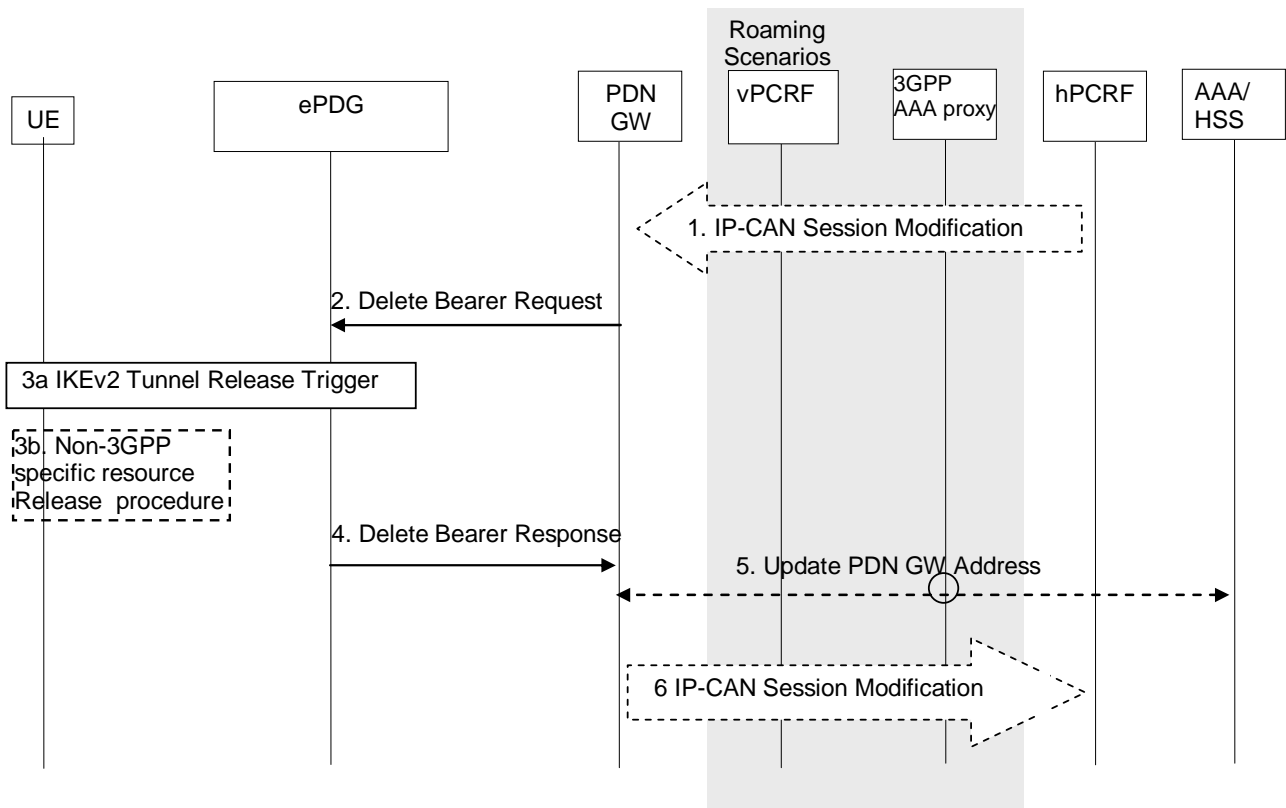 Roaming
Scenarios
UE
ePDG
PDN
GW
vPCRF
3GPP
AAA proxy
hPCRF
AAA/
HSS
1. IP-CAN Session Modification
2. Delete Bearer Request
3a IKEv2 Tunnel Release Trigger
3b. Non-3GPP
specific resource
Release procedure
4. Delete Bearer Response
5. Update PDN GW Address
6 IP-CAN Session Modification